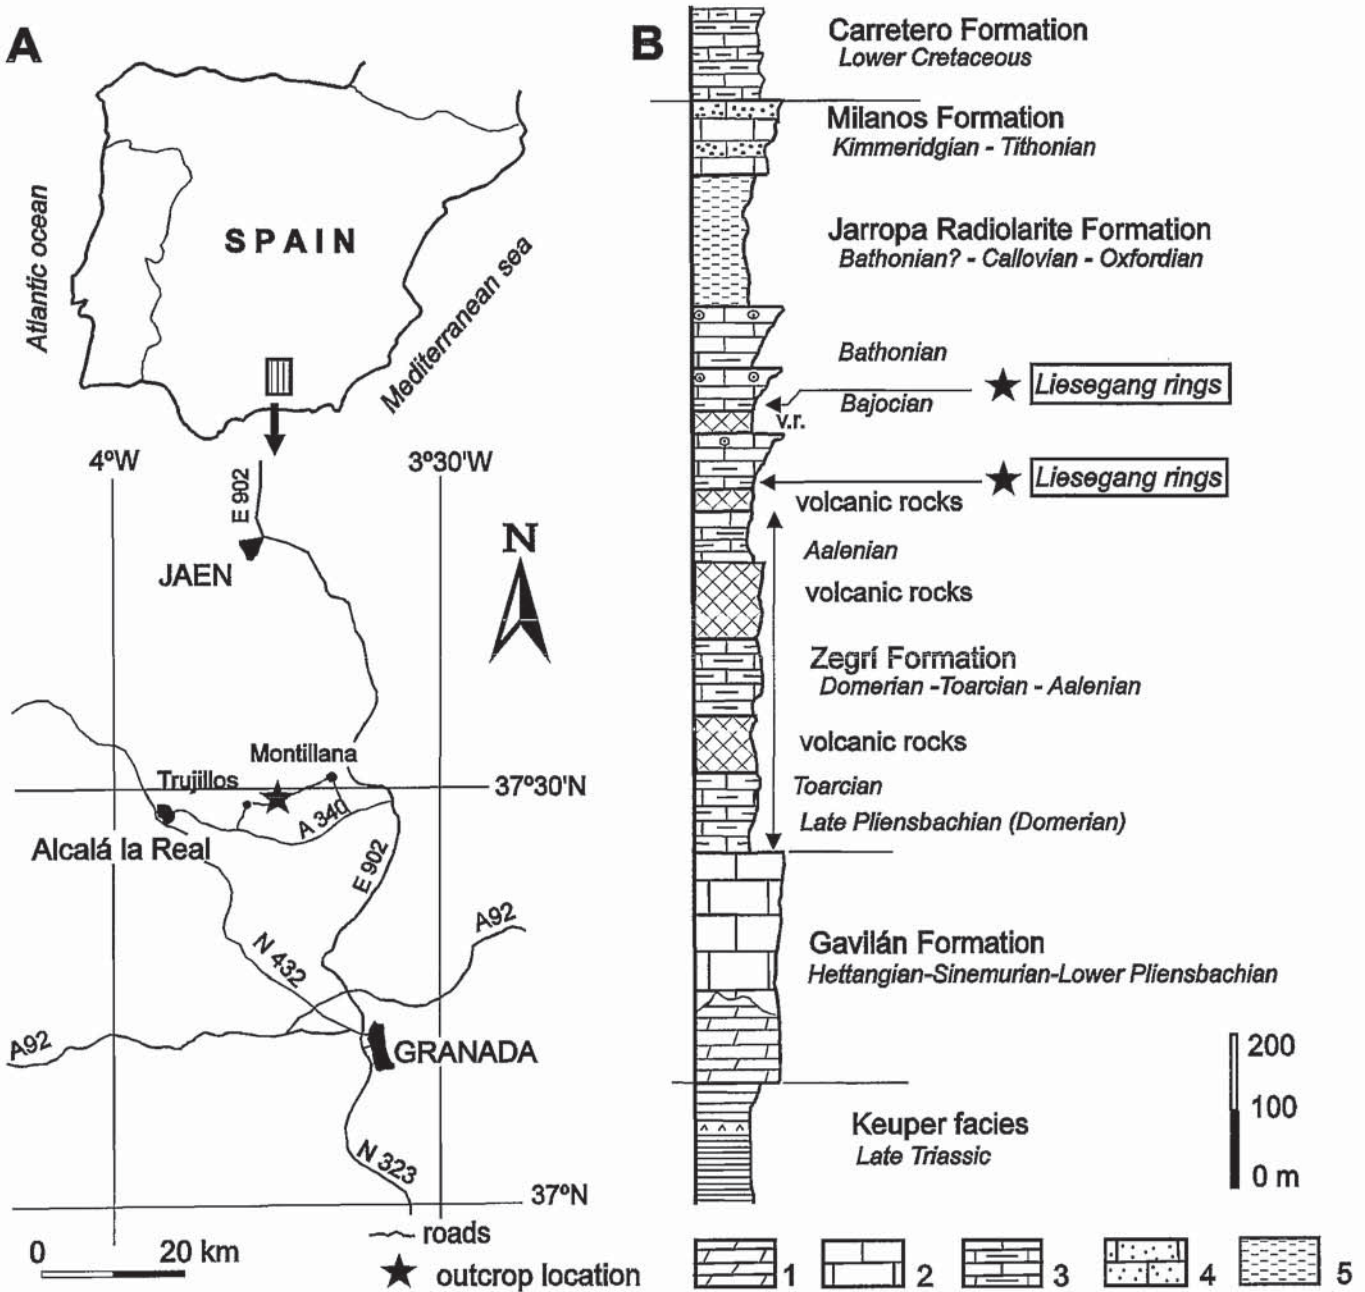 A
SPAIN
Atlantic ocean
Mediterranean sea
4ºW
3º30'W
E 902
JAEN
N
Montillana
Trujillos
37º30'N
A 340
Alcalá la Real
E 902
A92
N 432
A92
GRANADA
N 323
37ºN
roads
0 20 km
outcrop location
B
Carretero Formation
Lower Cretaceous
Milanos Formation
Kimmeridgian - Tithonian
Jarropa Radiolarite Formation
Bathonian? - Callovian - Oxfordian
Bathonian
Liesegang rings
Bajocian
v.r.
Liesegang rings
volcanic rocks
Aalenian
volcanic rocks
Zegrí Formation
Domerian -Toarcian - Aalenian
volcanic rocks
Toarcian
Late Pliensbachian (Domerian)
Gavilán Formation
Hettangian-Sinemurian-Lower Pliensbachian
200
100
0 m
Keuper facies
Late Triassic
1 2 3 4 5